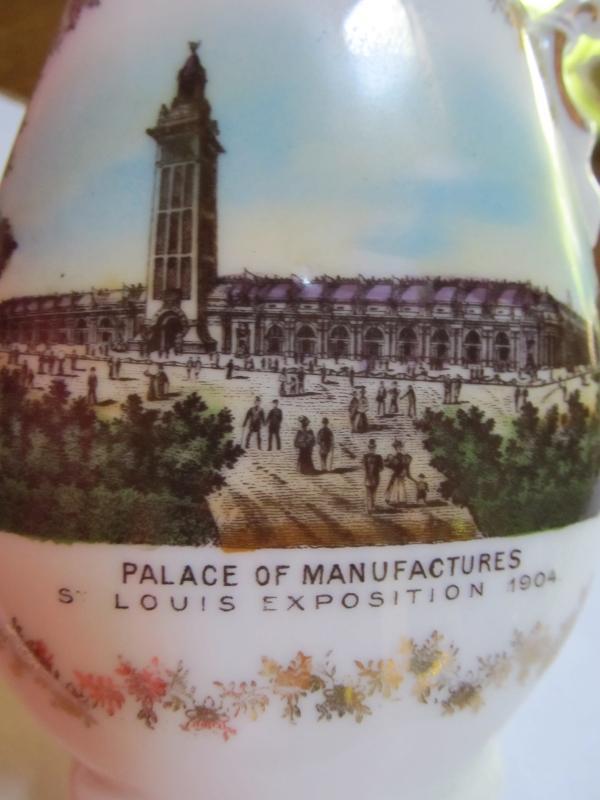 PALACE OF MANUFACTURES
ST LOUIS EXPOSITION 1904.